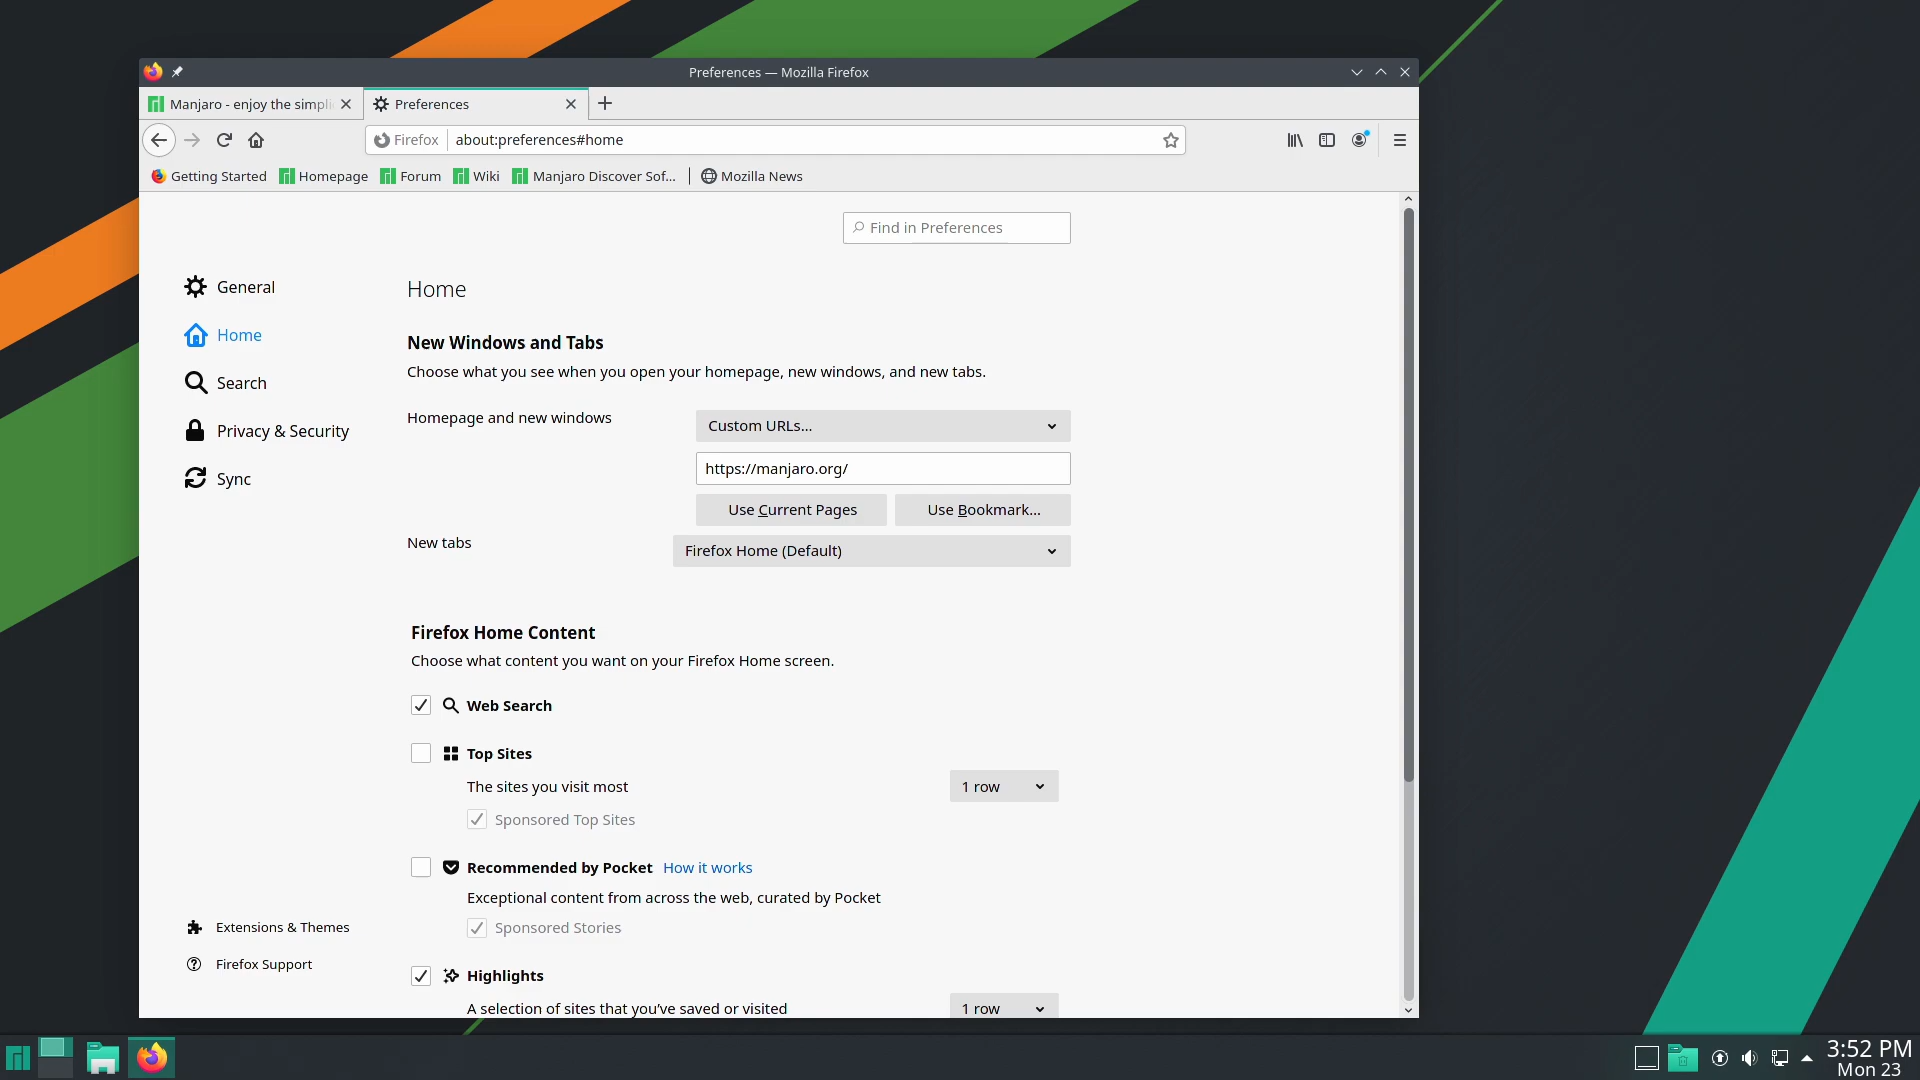 Preferences — Mozilla Firefox
Manjaro - enjoy the simpli
Preferences
Firefox
about:preferences#home
Getting Started
Homepage
Forum
Wiki
Manjaro Discover Sof...
Mozilla News
Find in Preferences
General
Home
Search
Privacy & Security
Sync
Extensions & Themes
Firefox Support
Home
New Windows and Tabs
Choose what you see when you open your homepage, new windows, and new tabs.
Homepage and new windows
Custom URLs...
https://manjaro.org/
Use Current Pages
Use Bookmark...
New tabs
Firefox Home (Default)
Firefox Home Content
Choose what content you want on your Firefox Home screen.
Web Search
Top Sites
The sites you visit most
1 row
Sponsored Top Sites
Recommended by Pocket How it works
Exceptional content from across the web, curated by Pocket
Sponsored Stories
Highlights
A selection of sites that you’ve saved or visited
1 row
3:52 PM
Mon 23